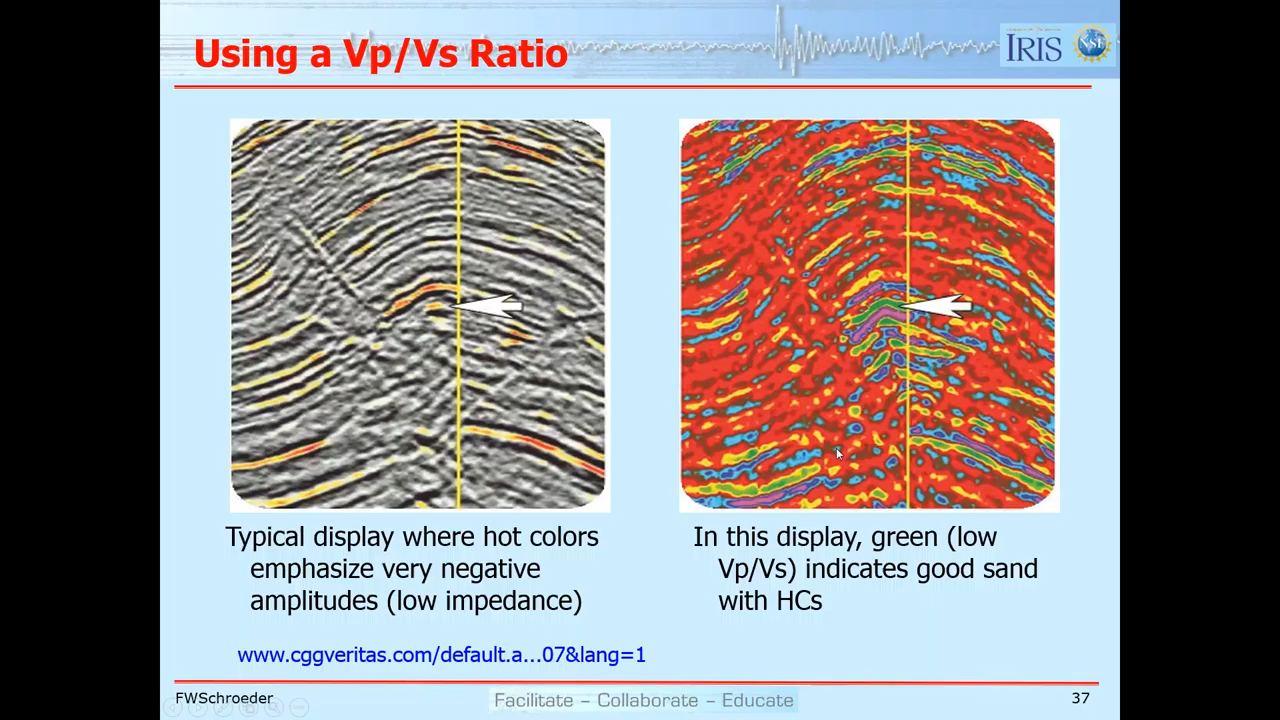 Using a Vp/Vs Ratio
IRIS
NSF
Typical display where hot colors
emphasize very negative
amplitudes (low impedance)
In this display, green (low
Vp/Vs) indicates good sand
with HCs
www.cggveritas.com/default.a...07&lang=1
FWSchroeder
Facilitate – Collaborate – Educate
37